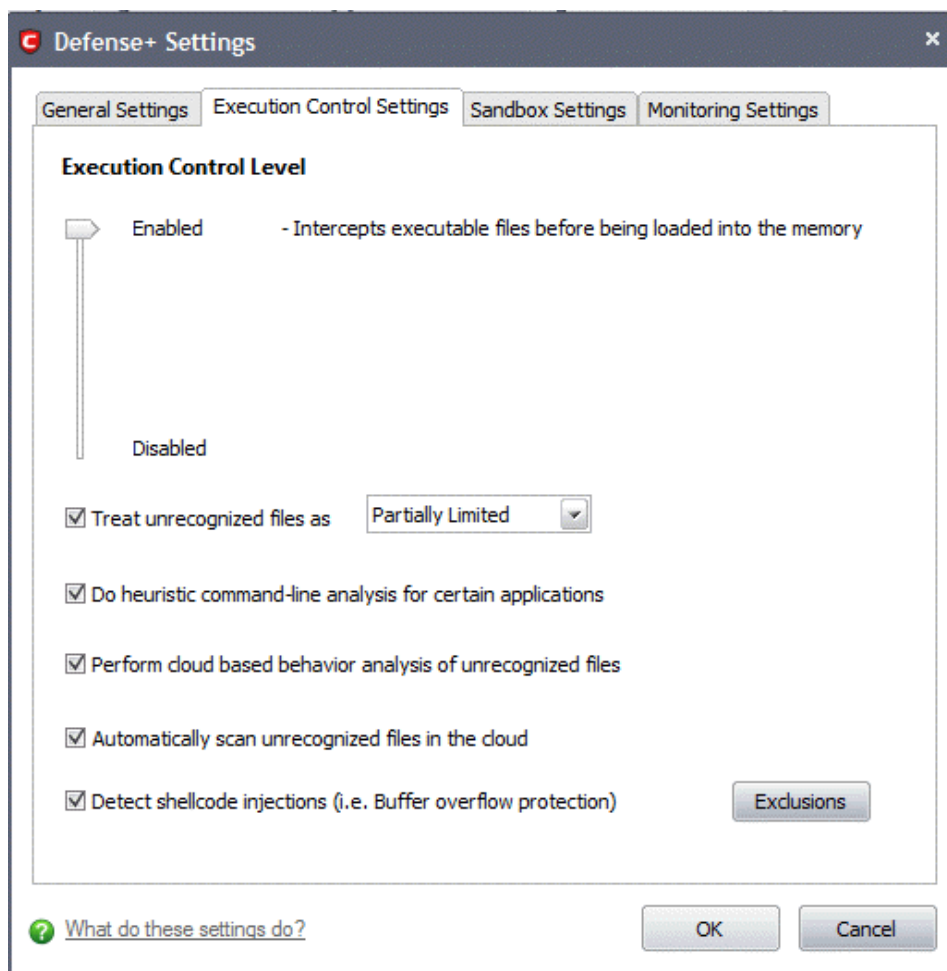 Defense+ Settings
General Settings
Execution Control Settings
Sandbox Settings
Monitoring Settings
Execution Control Level
Enabled - Intercepts executable files before being loaded into the memory
Disabled
Treat unrecognized files as Partially Limited
Do heuristic command-line analysis for certain applications
Perform cloud based behavior analysis of unrecognized files
Automatically scan unrecognized files in the cloud
Detect shellcode injections (i.e. Buffer overflow protection) Exclusions
What do these settings do? OK Cancel